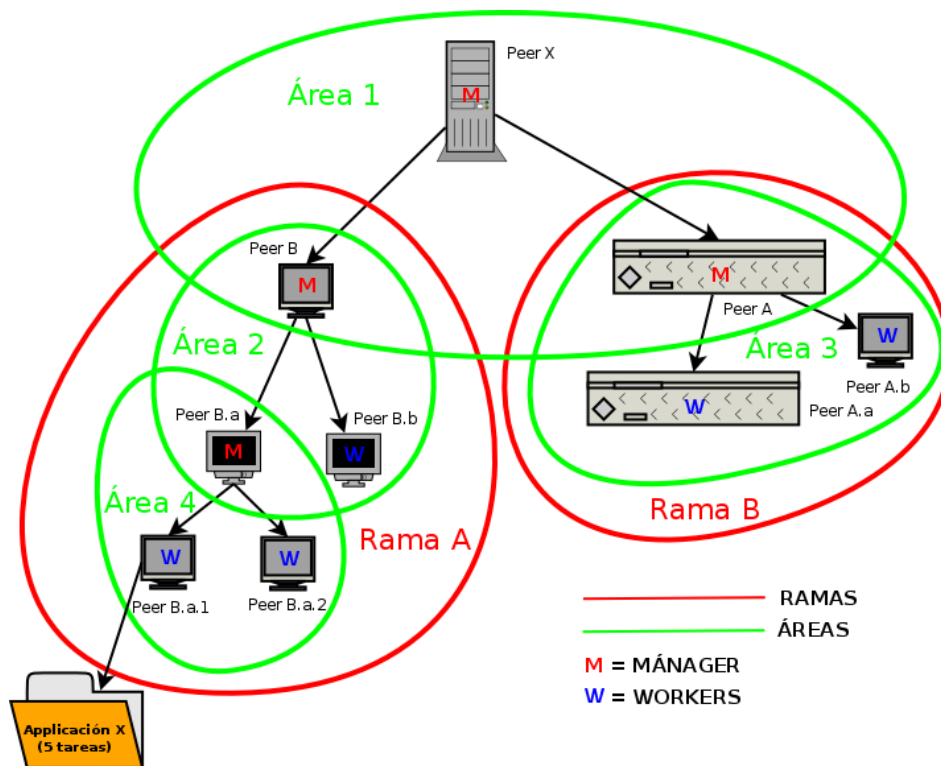 Peer X
M
Área 1
Peer B
M
M
Peer A
Área 2
Área 3
W
Peer A.b
Peer B.a
Peer B.b
W
Peer A.a
M
W
Área 4
Rama B
Rama A
W
W
Peer B.a.1
Peer B.a.2
RAMAS
ÁREAS
M = MÁNAGER
W = WORKERS
Applicación X
(5 tareas)